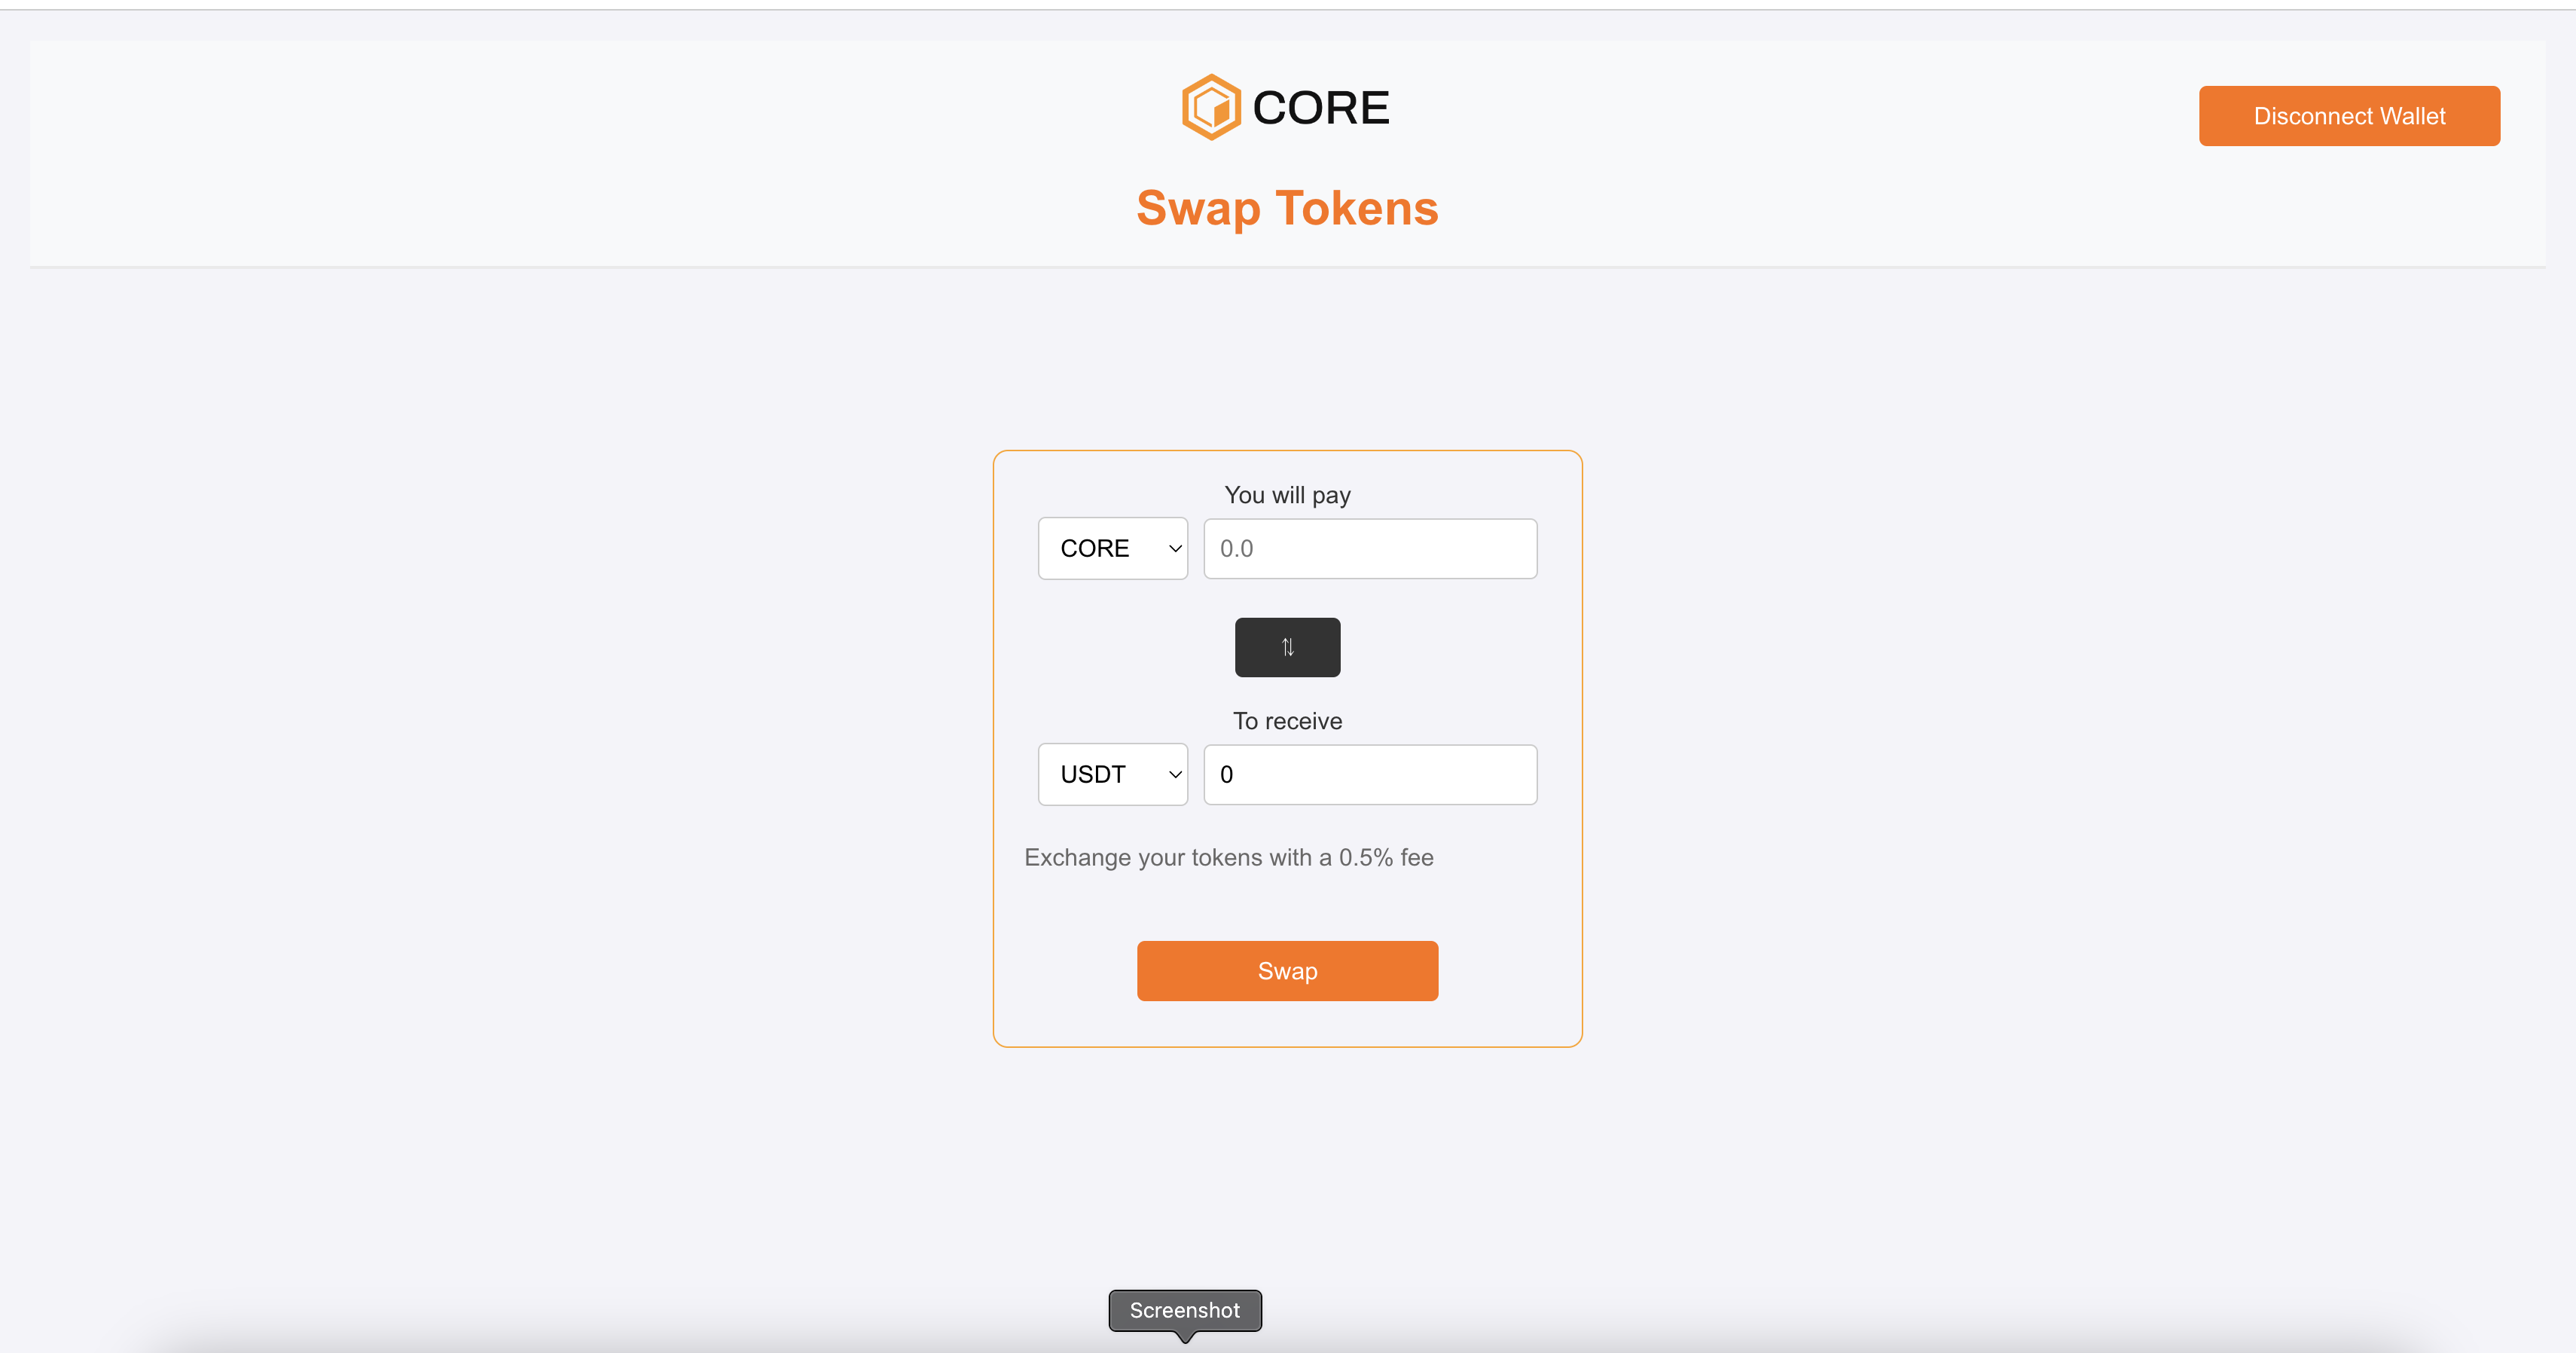 CORE
Disconnect Wallet
Swap Tokens
You will pay
CORE
0.0
⇅
To receive
USDT
0
Exchange your tokens with a 0.5% fee
Swap
Screenshot